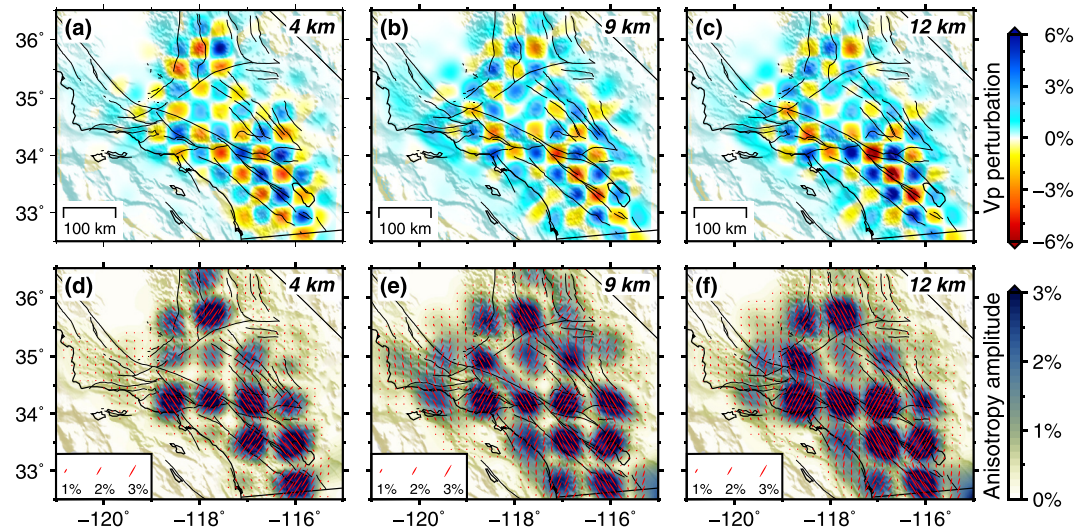 (a) 4 km
(b) 9 km
(c) 12 km
36˚
35˚
34˚
33˚
100 km
100 km
100 km
6%
3%
0%
−3%
−6%
Vp perturbation
(d) 4 km
(e) 9 km
(f) 12 km
36˚
35˚
34˚
33˚
1% 2% 3%
1% 2% 3%
1% 2% 3%
−120˚ −118˚ −116˚
−120˚ −118˚ −116˚
−120˚ −118˚ −116˚
3%
2%
1%
0%
Anisotropy amplitude